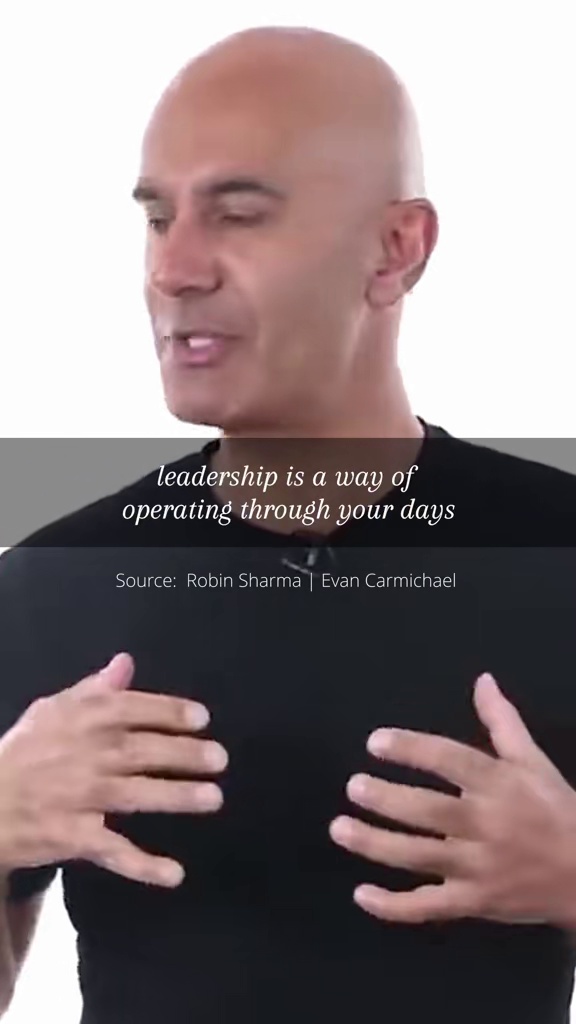 leadership is a way of
operating through your days
Source: Robin Sharma | Evan Carmichael